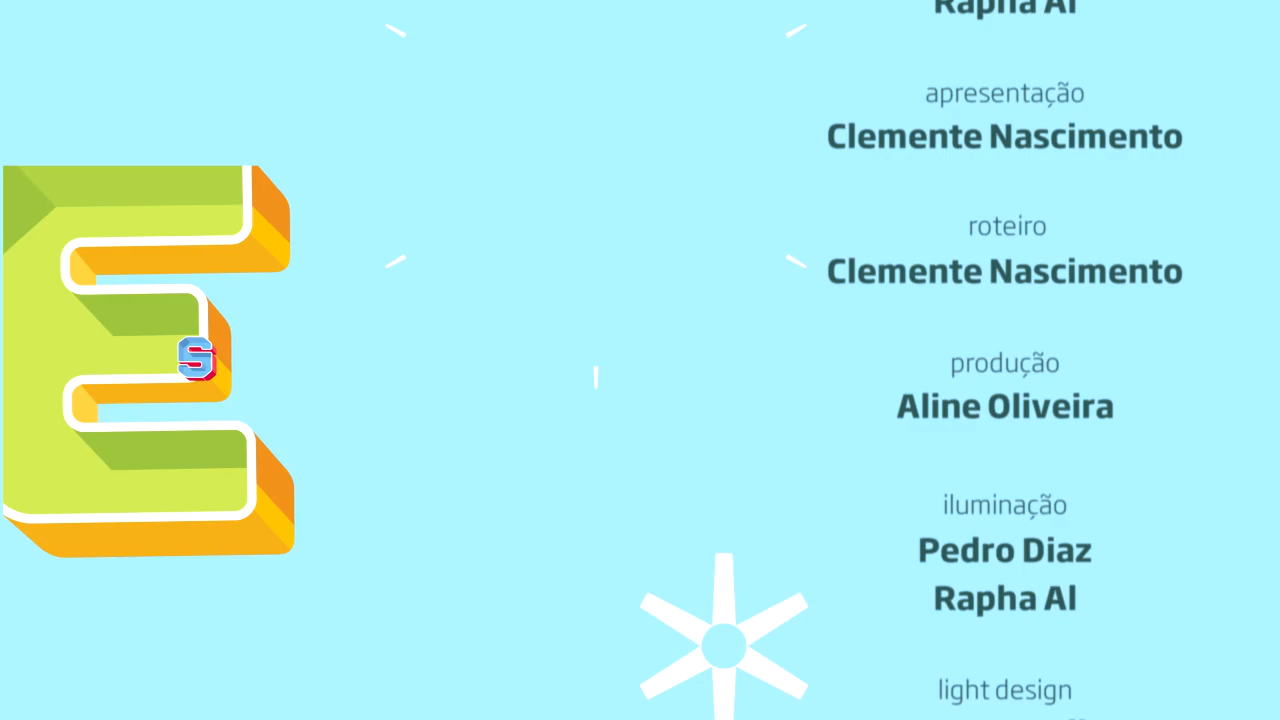 E
S
Rapha Al
apresentação
Clemente Nascimento
roteiro
Clemente Nascimento
produção
Aline Oliveira
iluminação
Pedro Diaz
Rapha Al
light design